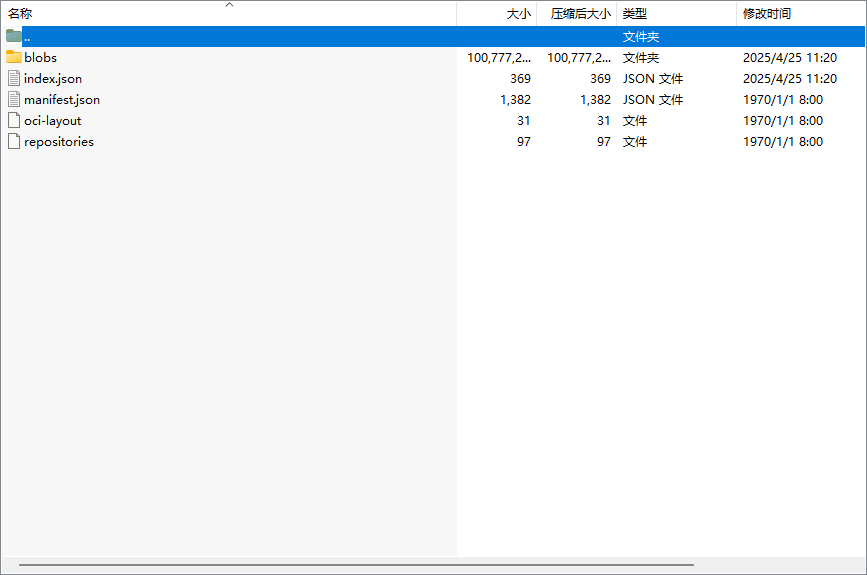 名称 大小 压缩后大小 类型 修改时间
.. 文件夹
blobs 100,777,2... 100,777,2... 文件夹 2025/4/25 11:20
index.json 369 369 JSON 文件 2025/4/25 11:20
manifest.json 1,382 1,382 JSON 文件 1970/1/1 8:00
oci-layout 31 31 文件 1970/1/1 8:00
repositories 97 97 文件 1970/1/1 8:00